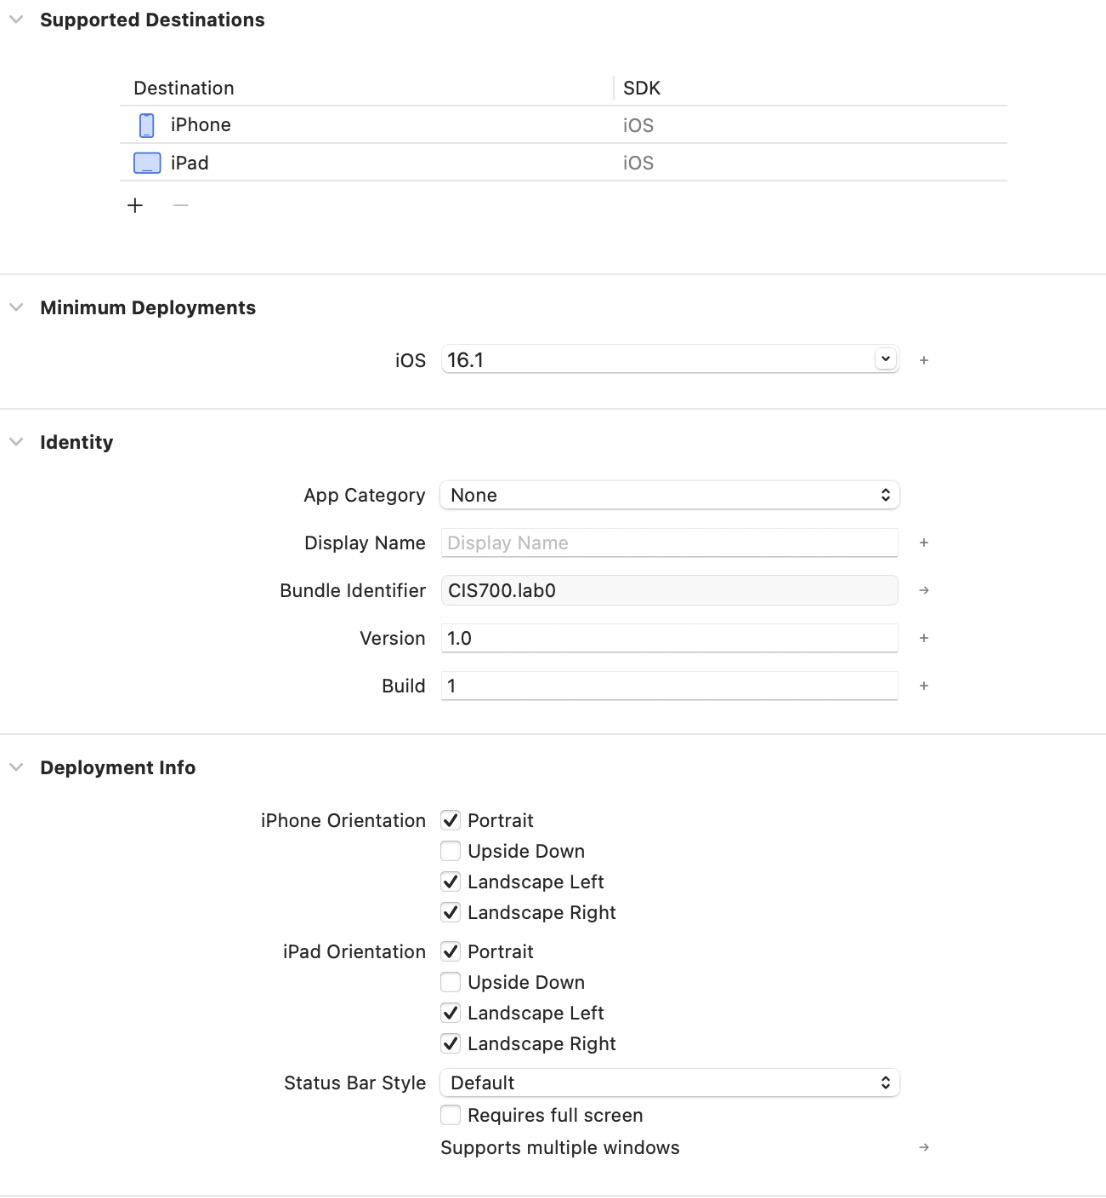 Supported Destinations
Destination SDK
iPhone iOS
iPad iOS
+ −
Minimum Deployments
iOS 16.1 +
Identity
App Category None
Display Name Display Name +
Bundle Identifier CIS700.lab0 →
Version 1.0 +
Build 1 +
Deployment Info
iPhone Orientation Portrait
Upside Down
Landscape Left
Landscape Right
iPad Orientation Portrait
Upside Down
Landscape Left
Landscape Right
Status Bar Style Default
Requires full screen
Supports multiple windows →